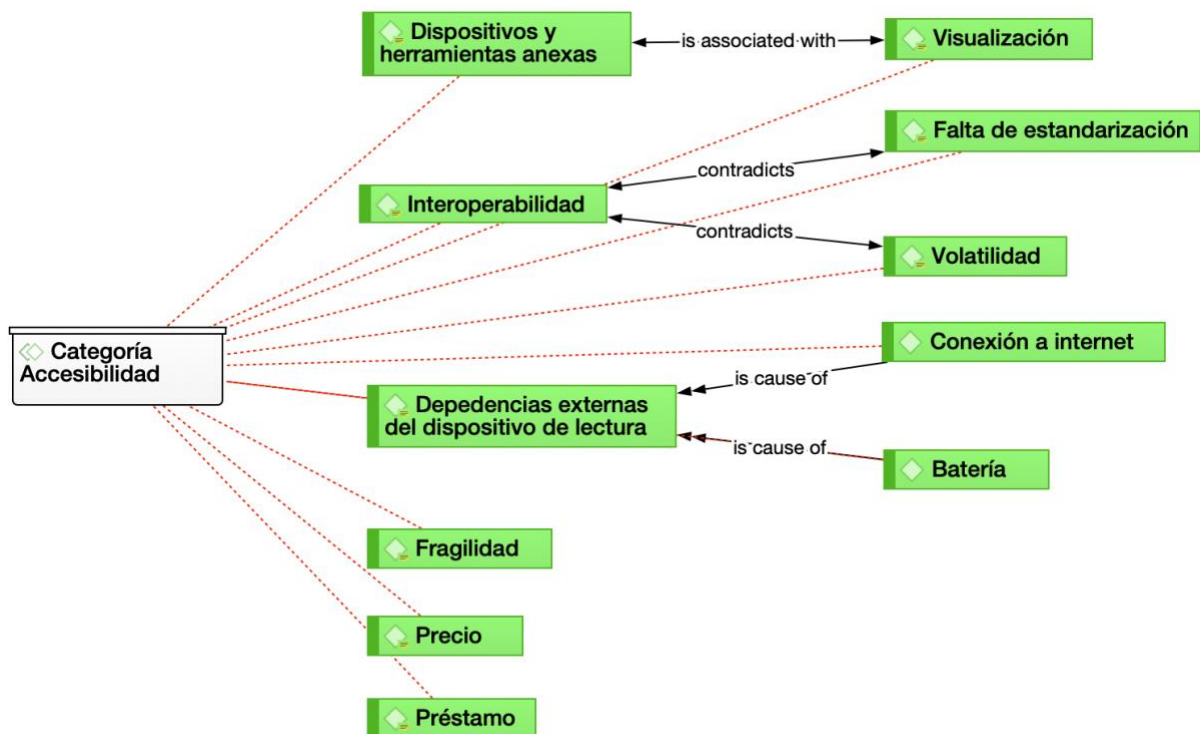 Dispositivos y
herramientas anexas
is associated with
Visualización
Falta de estandarización
contradicts
Interoperabilidad
contradicts
Volatilidad
Categoría
Accesibilidad
Conexión a internet
is cause of
Depedencias externas
del dispositivo de lectura
is cause of
Batería
Fragilidad
Precio
Préstamo